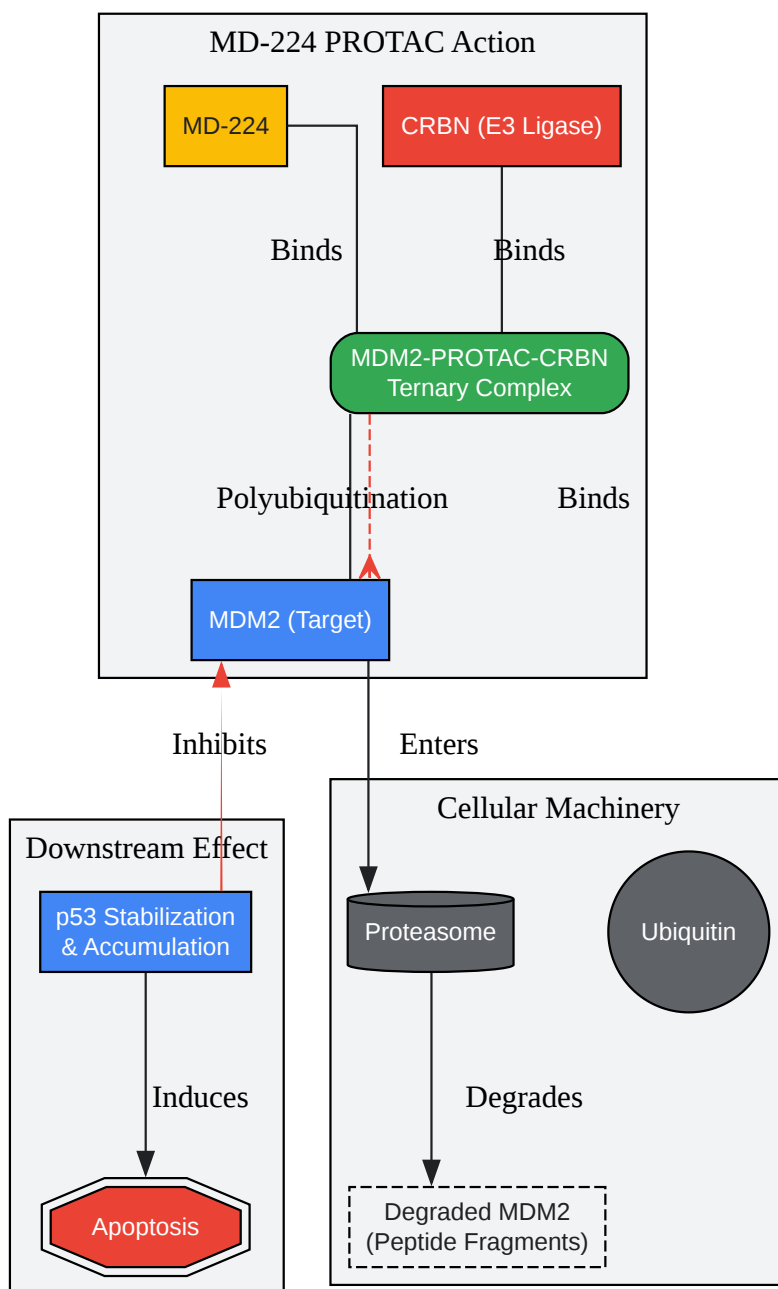 MD-224 PROTAC Action
MD-224
CRBN (E3 Ligase)
Binds
Binds
MDM2-PROTAC-CRBN
Ternary Complex
Polyubiquitination
Binds
MDM2 (Target)
Inhibits
Enters
Downstream Effect
Cellular Machinery
p53 Stabilization
& Accumulation
Proteasome
Ubiquitin
Induces
Degrades
Apoptosis
Degraded MDM2
(Peptide Fragments)